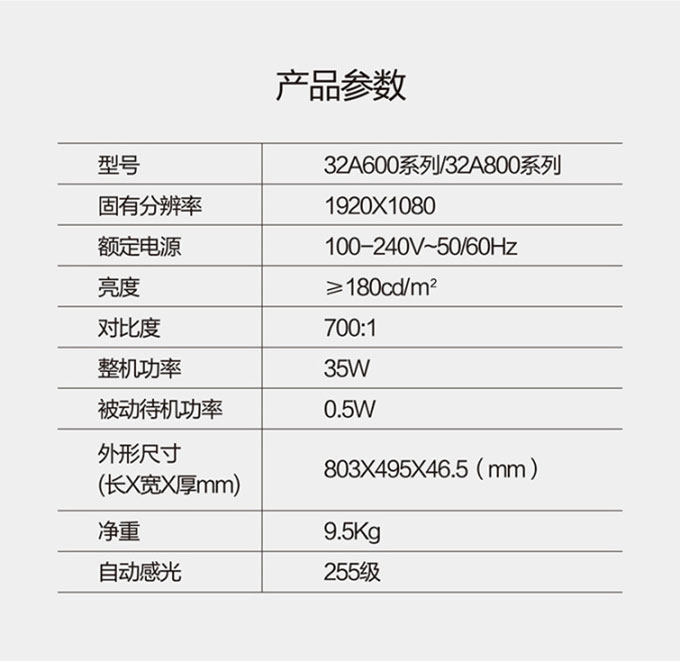 产品参数
型号 32A600系列/32A800系列
固有分辨率 1920X1080
额定电源 100-240V~50/60Hz
亮度 ≥180cd/m²
对比度 700:1
整机功率 35W
被动待机功率 0.5W
外形尺寸
(长X宽X厚mm) 803X495X46.5（mm）
净重 9.5Kg
自动感光 255级